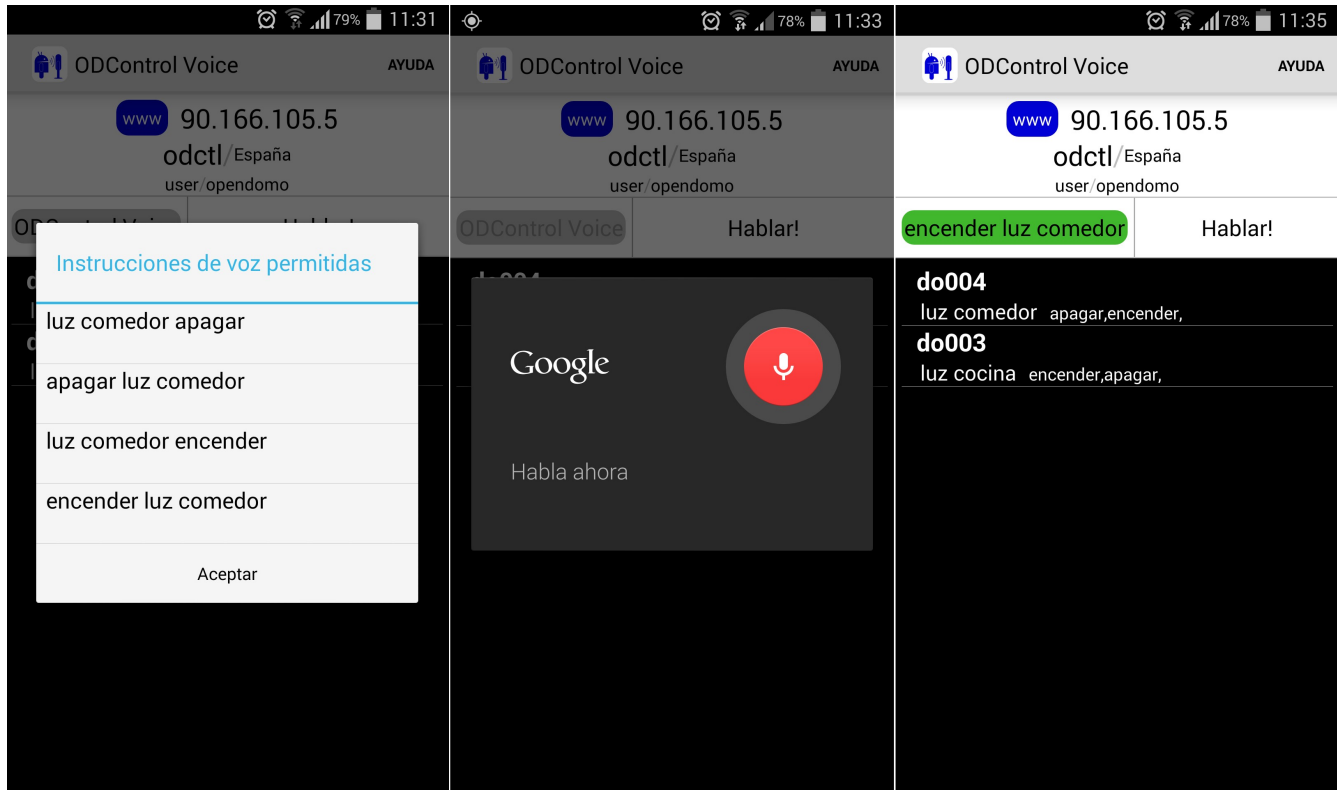 79% 11:31
ODControl Voice AYUDA
www 90.166.105.5
odctl/España
user/opendomo
Instrucciones de voz permitidas
luz comedor apagar
apagar luz comedor
luz comedor encender
encender luz comedor
Aceptar
78% 11:33
ODControl Voice AYUDA
www 90.166.105.5
odctl/España
user/opendomo
ODControl Voice Hablar!
Google
Habla ahora
78% 11:35
ODControl Voice AYUDA
www 90.166.105.5
odctl/España
user/opendomo
encender luz comedor Hablar!
do004
luz comedor apagar,encender,
do003
luz cocina encender,apagar,